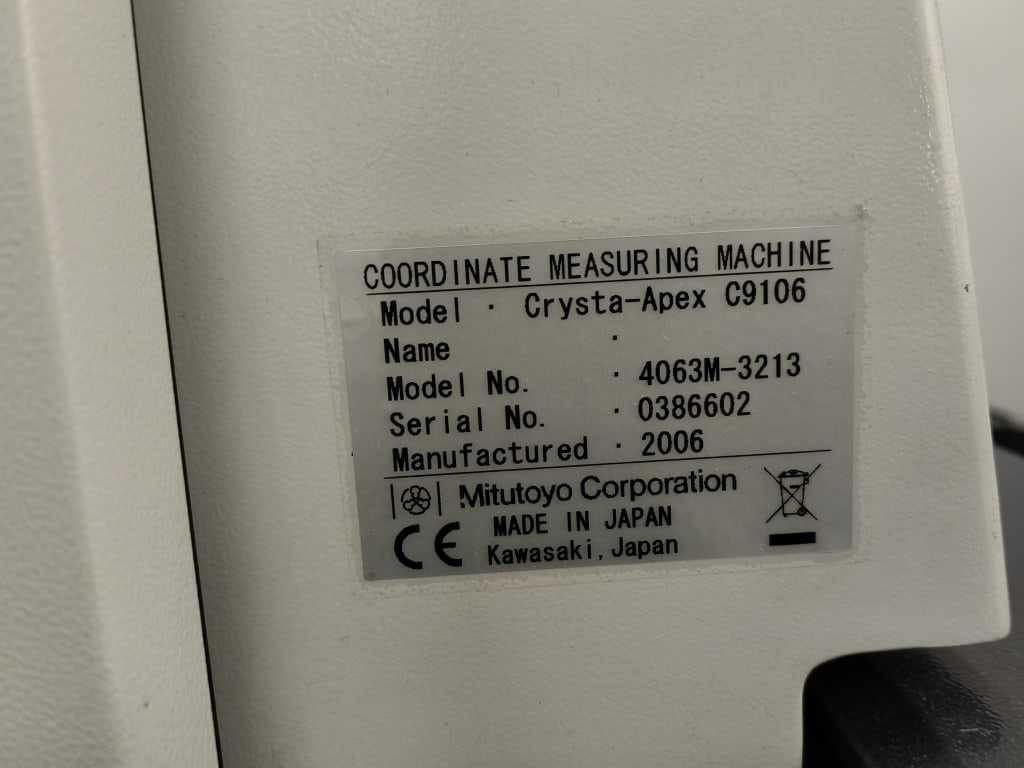 COORDINATE MEASURING MACHINE
Model · Crysta-Apex C9106
Name ·
Model No. · 4063M-3213
Serial No. · 0386602
Manufactured · 2006
Mitutoyo Corporation
MADE IN JAPAN
CE Kawasaki, Japan